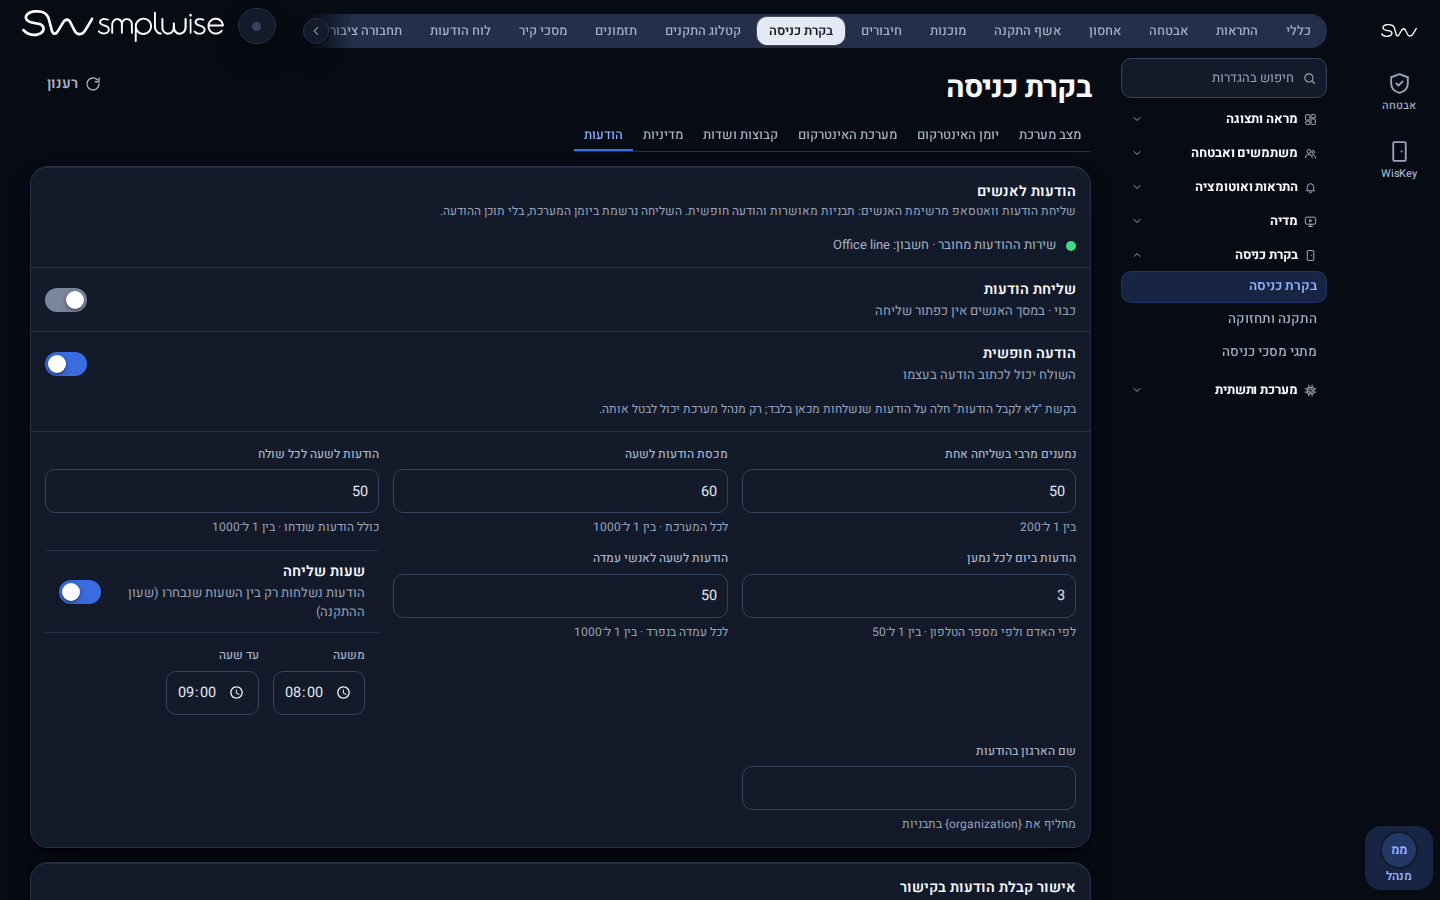 smplwise
כללי
התראות
אבטחה
אחסון
אשף התקנה
מוכנות
חיבורים
בקרת כניסה
קטלוג התקנים
תזמונים
מסכי קיר
לוח הודעות
תחבורה ציבור
אבטחה
WisKey
חיפוש בהגדרות
מראה ותצוגה
משתמשים ואבטחה
התראות ואוטומציה
מדיה
בקרת כניסה
בקרת כניסה
התקנה ותחזוקה
מתגי מסכי כניסה
מערכת ותשתית
בקרת כניסה
רענון
מצב מערכת
יומן האינטרקום
מערכת האינטרקום
קבוצות ושדות
מדיניות
הודעות
הודעות לאנשים
שליחת הודעות וואטסאפ מרשימת האנשים: תבניות מאושרות והודעה חופשית. השליחה נרשמת ביומן המערכת, בלי תוכן ההודעה.
שירות ההודעות מחובר · חשבון: Office line
שליחת הודעות
כבוי · במסך האנשים אין כפתור שליחה
הודעה חופשית
השולח יכול לכתוב הודעה בעצמו
בקשת "לא לקבל הודעות" חלה על הודעות שנשלחות מכאן בלבד; רק מנהל מערכת יכול לבטל אותה.
נמענים מרבי בשליחה אחת
50
בין 1 ל־200
מכסת הודעות לשעה
60
לכל המערכת · בין 1 ל־1000
הודעות לשעה לכל שולח
50
כולל הודעות שנדחו · בין 1 ל־1000
הודעות ביום לכל נמען
3
לפי האדם ולפי מספר הטלפון · בין 1 ל־50
הודעות לשעה לאנשי עמדה
50
לכל עמדה בנפרד · בין 1 ל־1000
שעות שליחה
הודעות נשלחות רק בין השעות שנבחרו (שעון
ההתקנה)
משעה
08:00
עד שעה
09:00
שם הארגון בהודעות
מחליף את {organization} בתבניות
אישור קבלת הודעות בקישור
ממ
מנהל